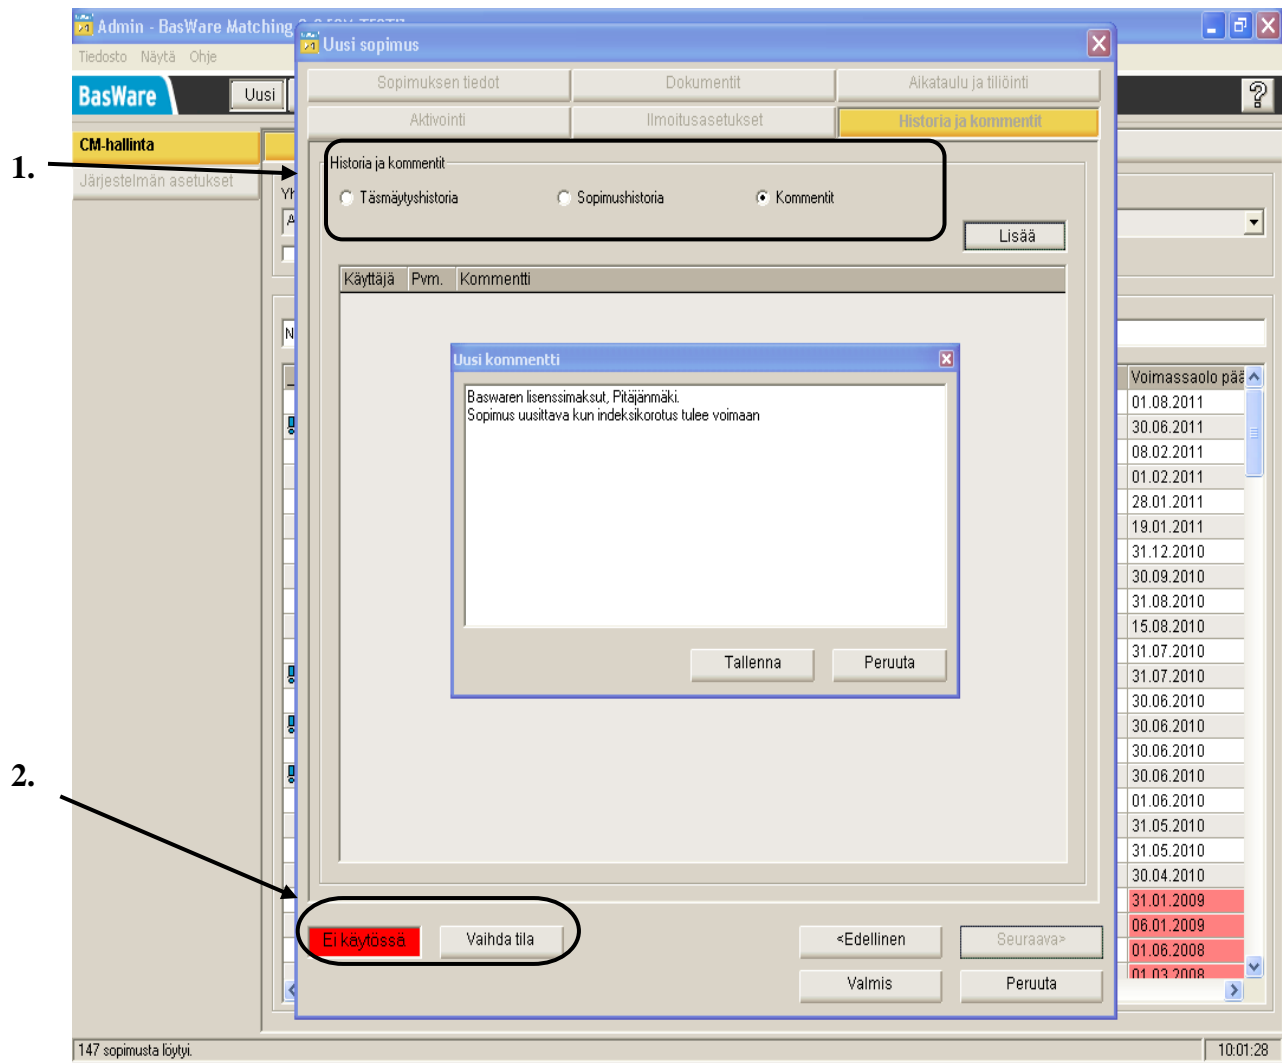 Admin - BasWare Matching
Uusi sopimus
Tiedosto Näytä Ohje
BasWare
Uusi
Sopimuksen tiedot
Dokumentit
Aikataulu ja tiliöinti
Aktivointi
Ilmoitusasetukset
Historia ja kommentit
CM-hallinta
Järjestelmän asetukset
1.
Historia ja kommentit
Täsmäytyshistoria
Sopimushistoria
Kommentit
Lisää
Käyttäjä Pvm. Kommentti
Uusi kommentti
Baswaren lisenssimaksut, Pitäjänmäki.
Sopimus uusittava kun indeksikorotus tulee voimaan
Tallenna
Peruuta
Voimassaolo pää
01.08.2011
30.06.2011
08.02.2011
01.02.2011
28.01.2011
19.01.2011
31.12.2010
30.09.2010
31.08.2010
15.08.2010
31.07.2010
31.07.2010
30.06.2010
30.06.2010
30.06.2010
30.06.2010
01.06.2010
31.05.2010
31.05.2010
30.04.2010
31.01.2009
06.01.2009
01.06.2008
01.03.2008
2.
Ei käytössä
Vaihda tila
<Edellinen
Seuraava>
Valmis
Peruuta
147 sopimusta löytyi.
10:01:28